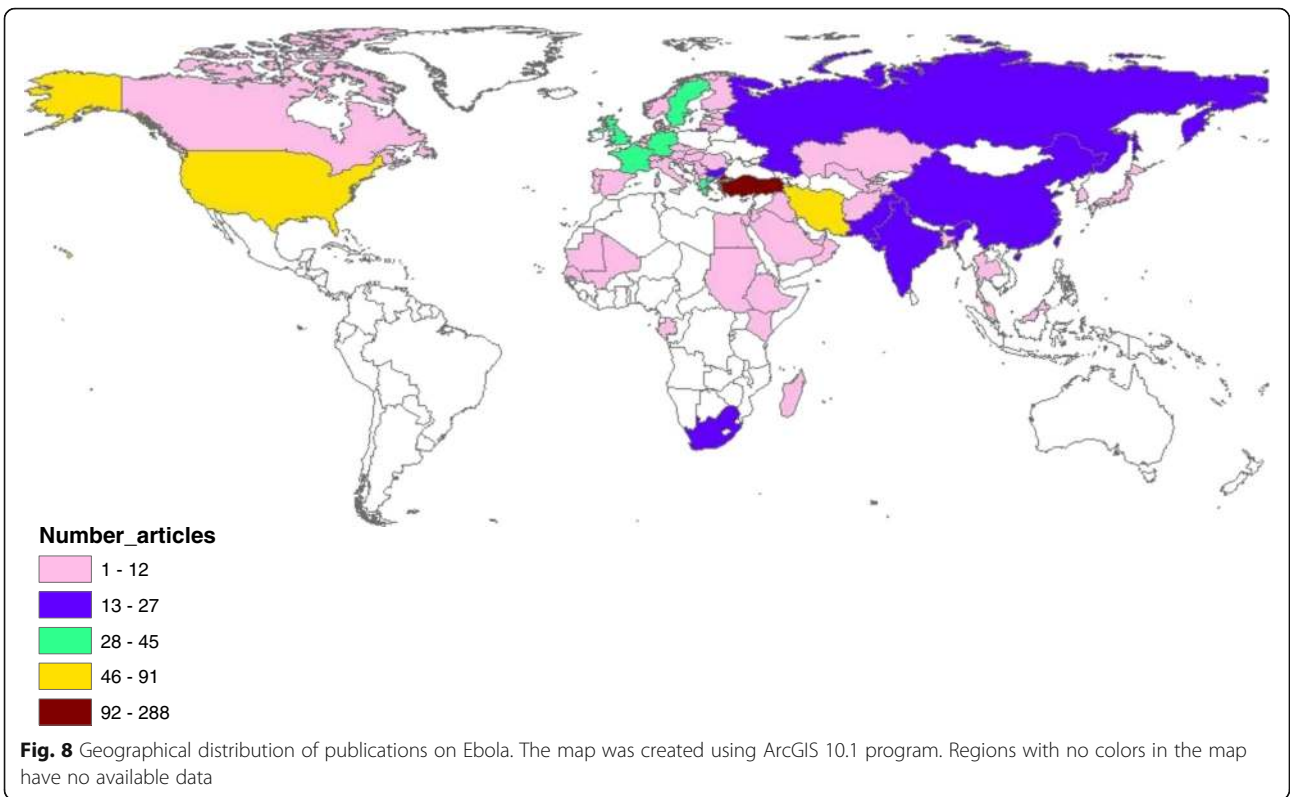 Number_articles
1 - 12
13 - 27
28 - 45
46 - 91
92 - 288
Fig. 8 Geographical distribution of publications on Ebola. The map was created using ArcGIS 10.1 program. Regions with no colors in the map
have no available data